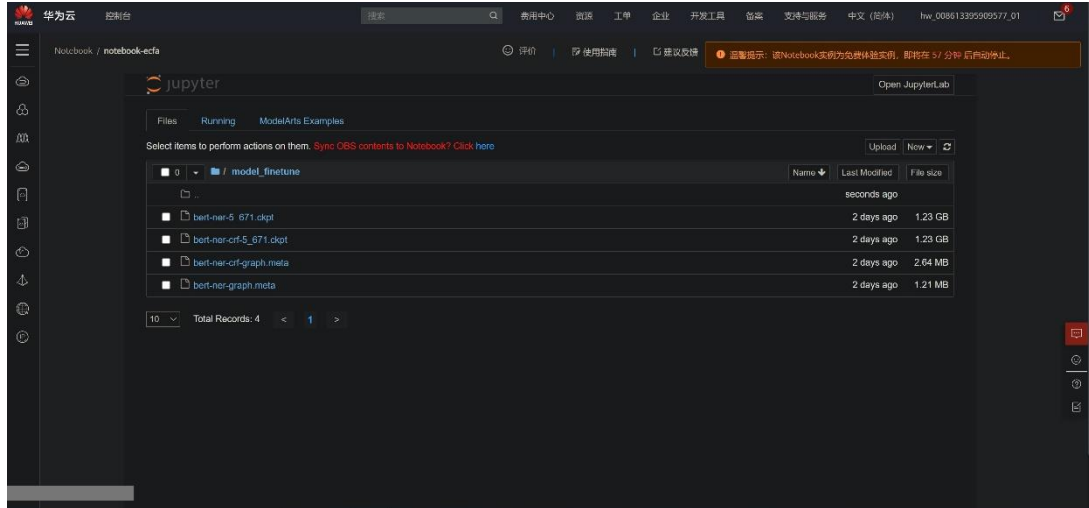 HUAWEI 华为云 控制台 搜索 费用中心 资源 工单 企业 开发工具 备案 支持与服务 中文 (简体) hw_008613395909577_01 6
Notebook / notebook-ecfa 评价 | 使用指南 | 建议反馈 温馨提示：该Notebook实例为免费体验实例，即将在 57 分钟 后自动停止。
jupyter Open JupyterLab
Files Running ModelArts Examples
Select items to perform actions on them. Sync OBS contents to Notebook? Click here Upload New
0 / model_finetune Name Last Modified File size
.. seconds ago
bert-ner-5_671.ckpt 2 days ago 1.23 GB
bert-ner-crf-5_671.ckpt 2 days ago 1.23 GB
bert-ner-crf-graph.meta 2 days ago 2.64 MB
bert-ner-graph.meta 2 days ago 1.21 MB
10 Total Records: 4 < 1 >